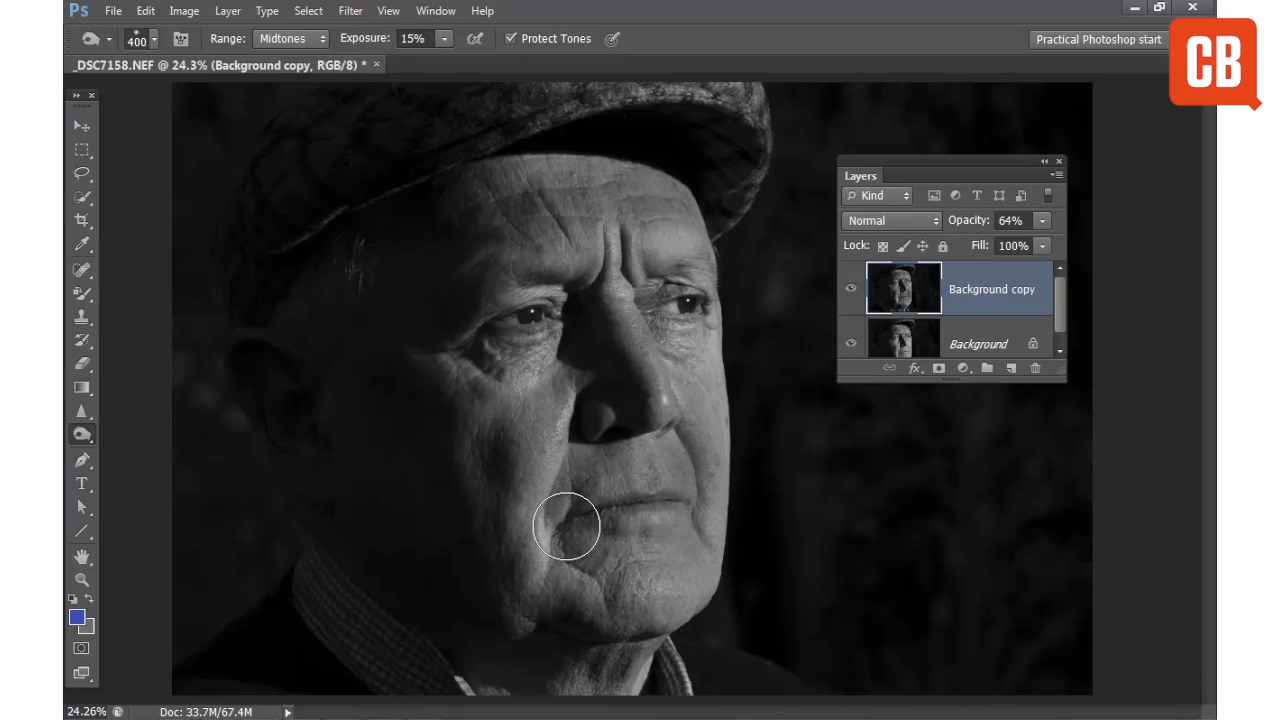 Ps File Edit Image Layer Type Select Filter View Window Help
400 Range: Midtones Exposure: 15% Protect Tones Practical Photoshop start
CB
_DSC7158.NEF @ 24.3% (Background copy, RGB/8) * ×
Layers
Kind T
Normal Opacity: 64%
Lock: Fill: 100%
Background copy
Background
fx
T
24.26% Doc: 33.7M/67.4M